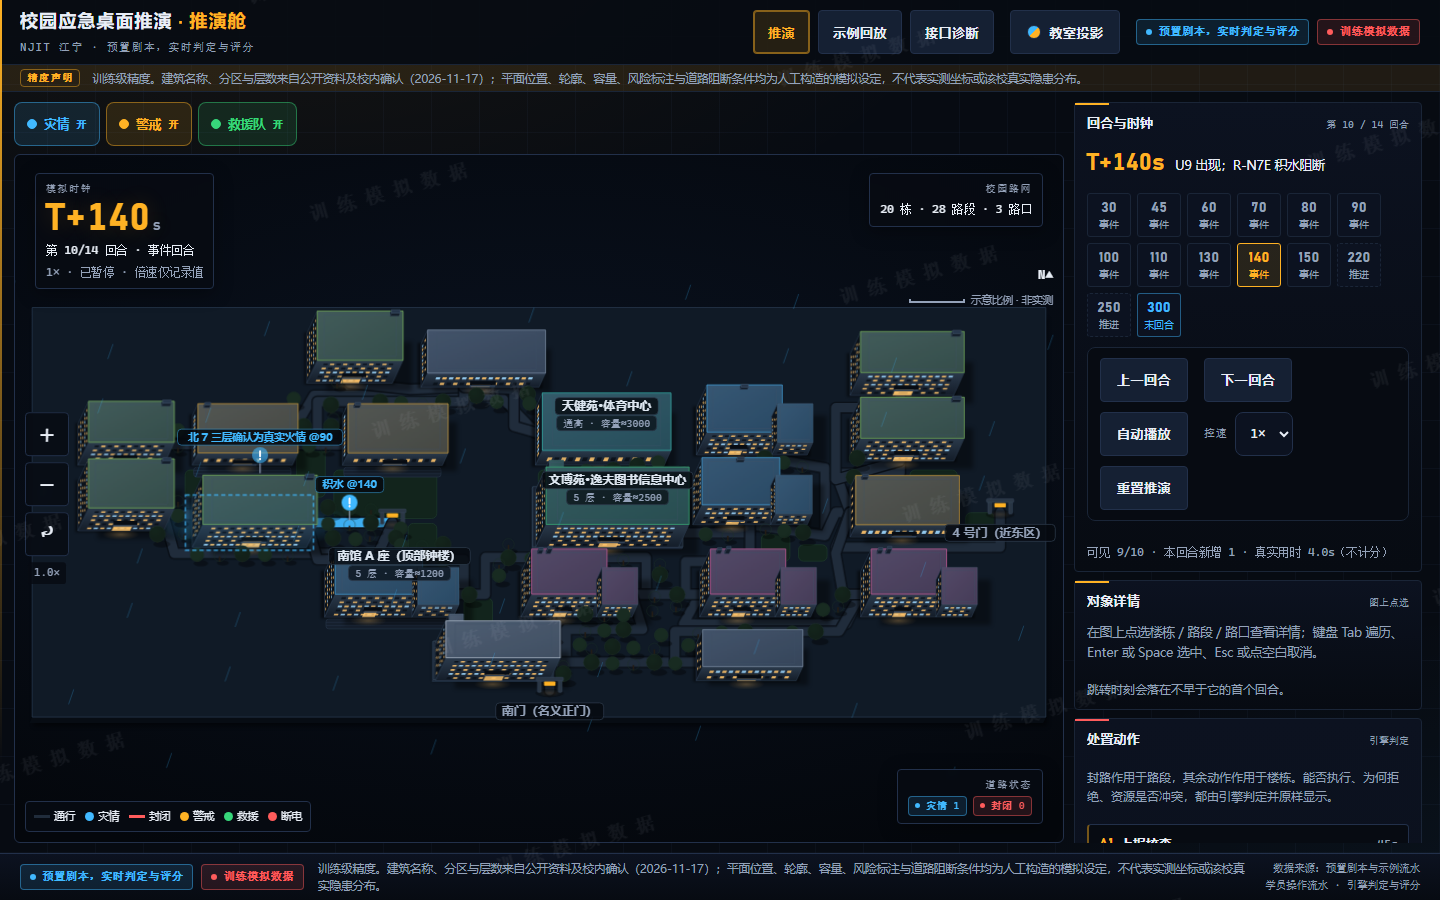 校园应急桌面推演 · 推演舱
NJIT 江宁 · 预置剧本，实时判定与评分
推演
示例回放
接口诊断
教室投影
预置剧本，实时判定与评分
训练模拟数据
精度声明
训练级精度。建筑名称、分区与层数来自公开资料及校内确认（2026-11-17）；平面位置、轮廓、容量、风险标注与道路阻断条件均为人工构造的模拟设定，不代表实测坐标或该校真实隐患分布。
灾情 开
警戒 开
救援队 开
模拟时钟
T+140s
第 10/14 回合 · 事件回合
1× · 已暂停 · 倍速仅记录值
校园路网
20 栋 · 28 路段 · 3 路口
N▲
示意比例 · 非实测
天健苑·体育中心
通高 · 容量≈3000
北 7 三层确认为真实火情 @90
积水 @140
文博苑·逸夫图书信息中心
5 层 · 容量≈2500
4 号门（近东区）
南馆 A 座（顶部钟楼）
5 层 · 容量≈1200
南门（名义正门）
+
−
1.0×
道路状态
灾情 1
封闭 0
通行
灾情
封闭
警戒
救援
断电
回合与时钟
第 10 / 14 回合
T+140s U9 出现；R-N7E 积水阻断
30 事件
45 事件
60 事件
70 事件
80 事件
90 事件
100 事件
110 事件
130 事件
140 事件
150 事件
220 推进
250 推进
300 末回合
上一回合
下一回合
自动播放
控速
1×
重置推演
可见 9/10 · 本回合新增 1 · 真实用时 4.0s（不计分）
对象详情
图上点选
在图上点选楼栋 / 路段 / 路口查看详情；键盘 Tab 遍历、
Enter 或 Space 选中、Esc 或点空白取消。
跳转时刻会落在不早于它的首个回合。
处置动作
引擎判定
封路作用于路段，其余动作作用于楼栋。能否执行、为何拒
绝、资源是否冲突，都由引擎判定并原样显示。
预置剧本，实时判定与评分
训练模拟数据
训练级精度。建筑名称、分区与层数来自公开资料及校内确认（2026-11-17）；平面位置、轮廓、容量、风险标注与道路阻断条件均为人工构造的模拟设定，不代表实测坐标或该校真
实隐患分布。
数据来源：预置剧本与示例流水
学员操作流水 · 引擎判定与评分